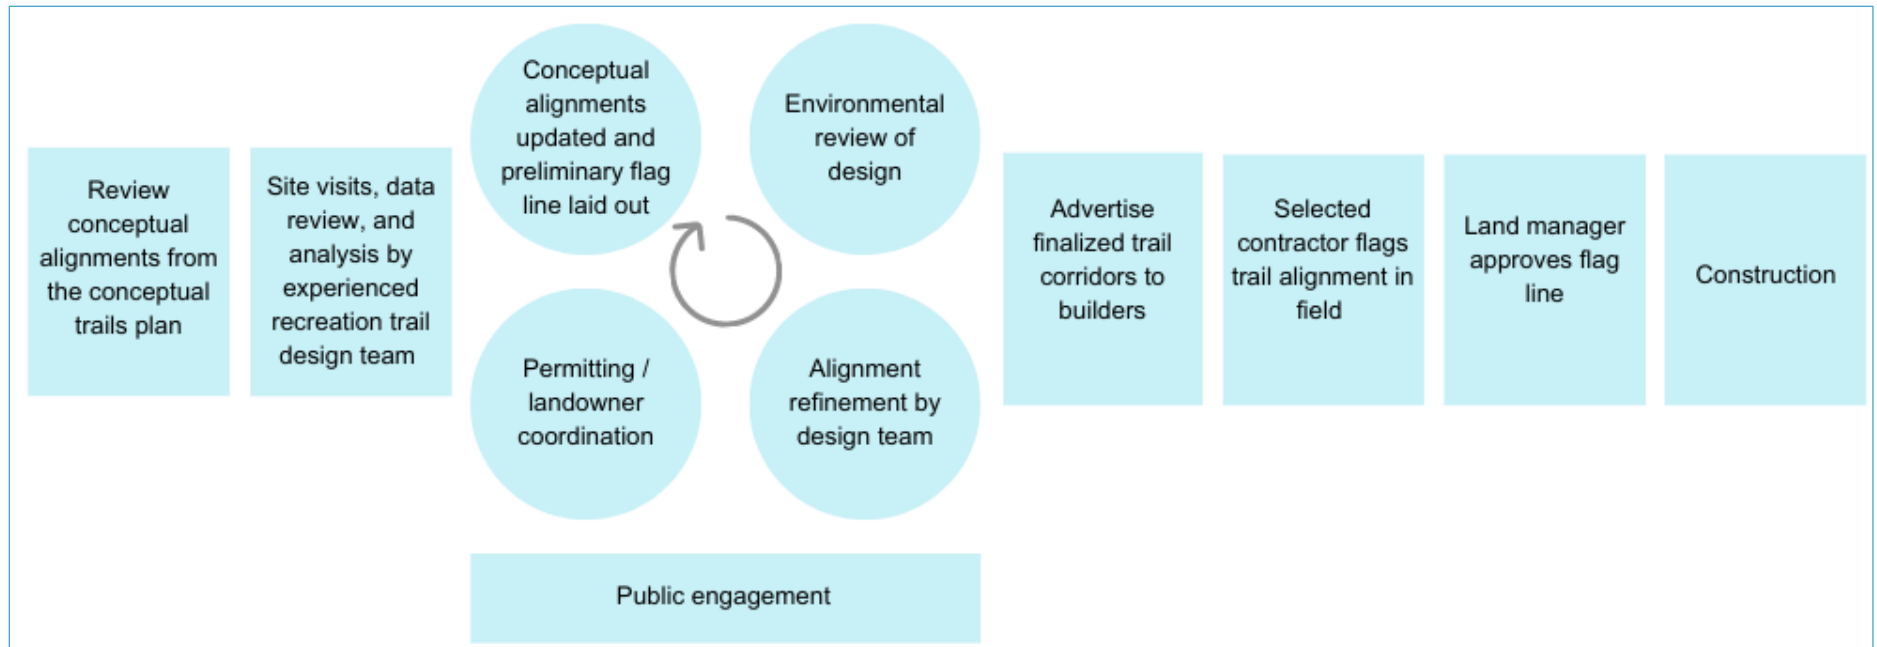 Review
conceptual
alignments from
the conceptual
trails plan
Site visits, data
review, and
analysis by
experienced
recreation trail
design team
Conceptual
alignments
updated and
preliminary flag
line laid out
Environmental
review of
design
Permitting /
landowner
coordination
Alignment
refinement by
design team
Public engagement
Advertise
finalized trail
corridors to
builders
Selected
contractor flags
trail alignment in
field
Land manager
approves flag
line
Construction